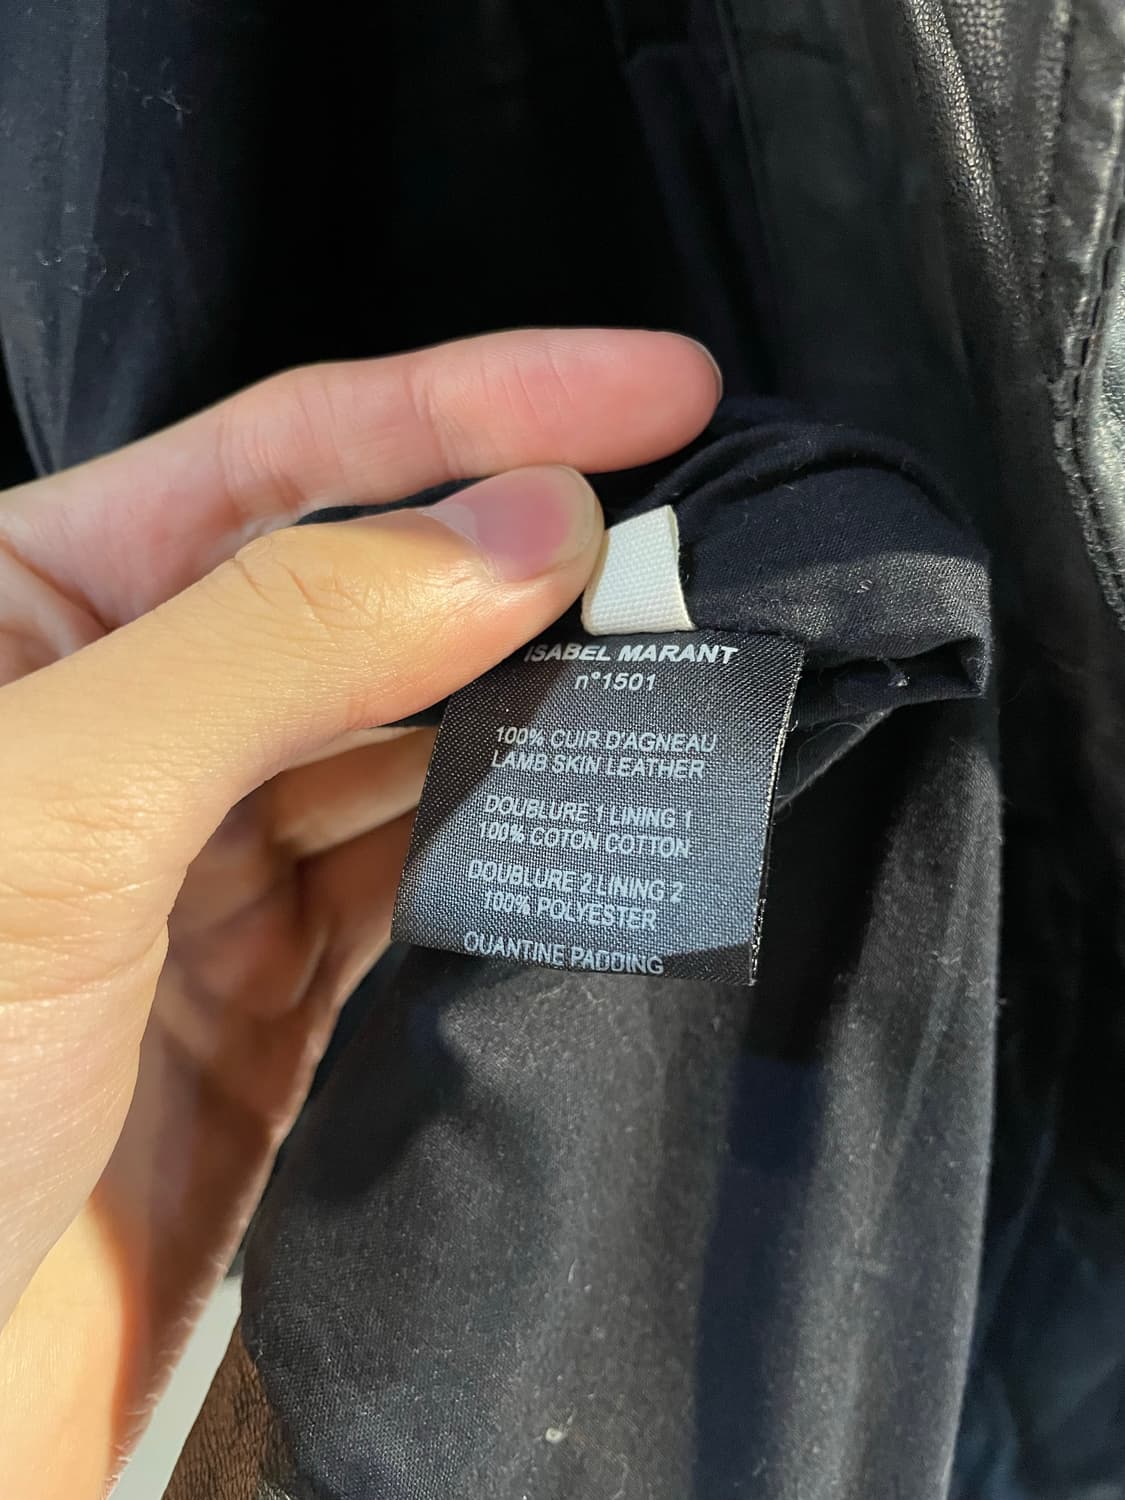 ISABEL MARANT
n°1501
100% CUIR D'AGNEAU
LAMB SKIN LEATHER
DOUBLURE 1 LINING 1
100% COTON COTTON
DOUBLURE 2 LINING 2
100% POLYESTER
OUANTINE PADDING